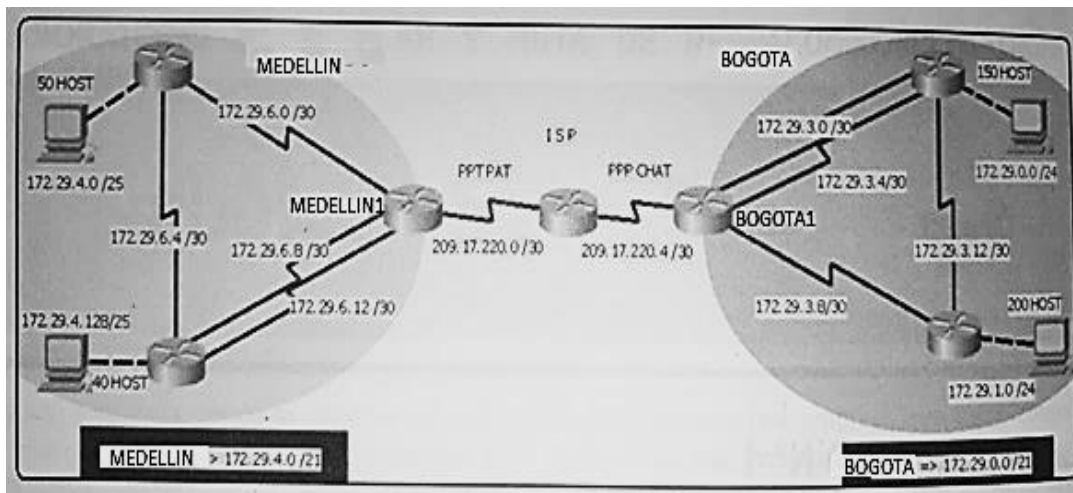 MEDELLIN
50 HOST
172.29.6.0 /30
172.29.4.0 /25
172.29.6.4 /30
MEDELLIN1
172.29.6.8/30
172.29.6.12 /30
172.29.4.128/25
40 HOST
MEDELLIN > 172.29.4.0 /21
ISP
PPT PAT
PPP CHAT
209.17.220.0 /30
209.17.220.4 /30
BOGOTA
150 HOST
172.29.3.0 /30
172.29.3.4/30
172.29.0.0 /24
BOGOTA1
172.29.3.12 /30
172.29.3.8/30
200 HOST
172.29.1.0 /24
BOGOTA => 172.29.0.0 /21